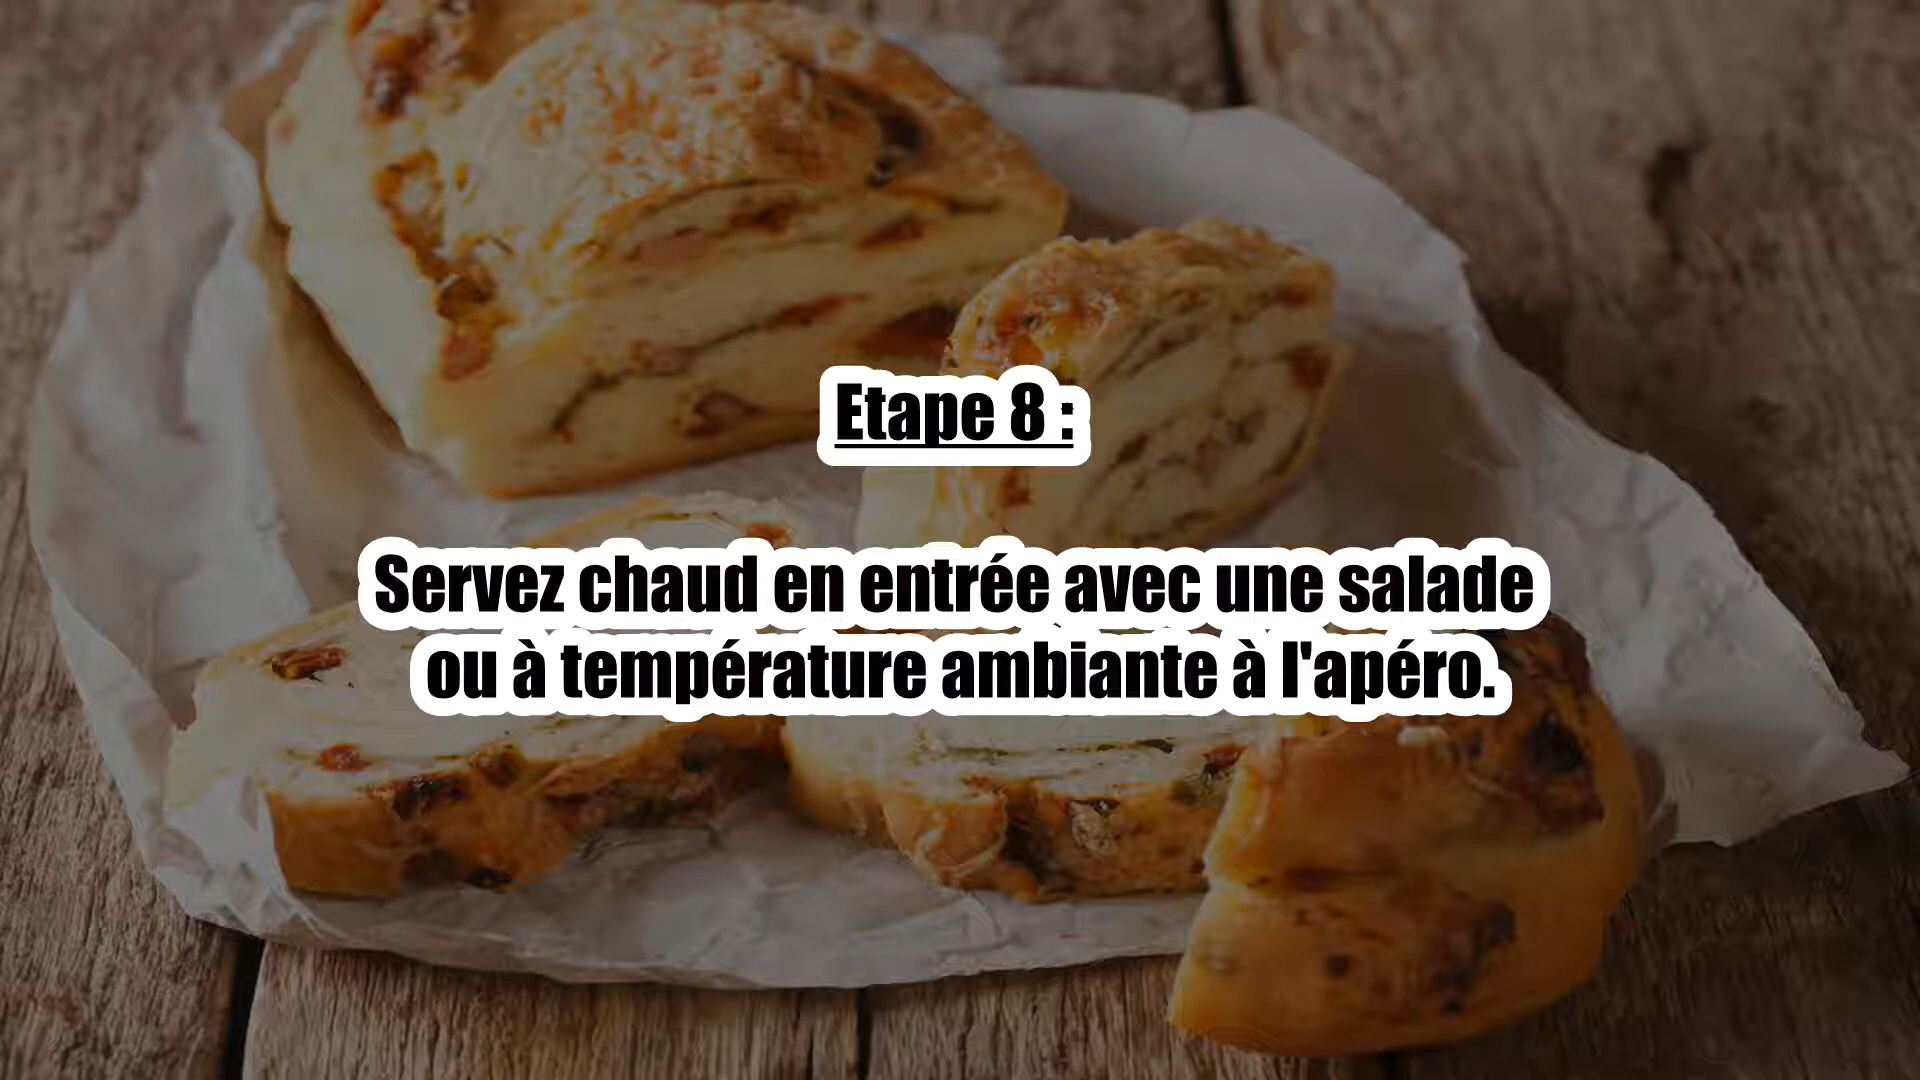 Etape 8 :
Servez chaud en entrée avec une salade
ou à température ambiante à l'apéro.